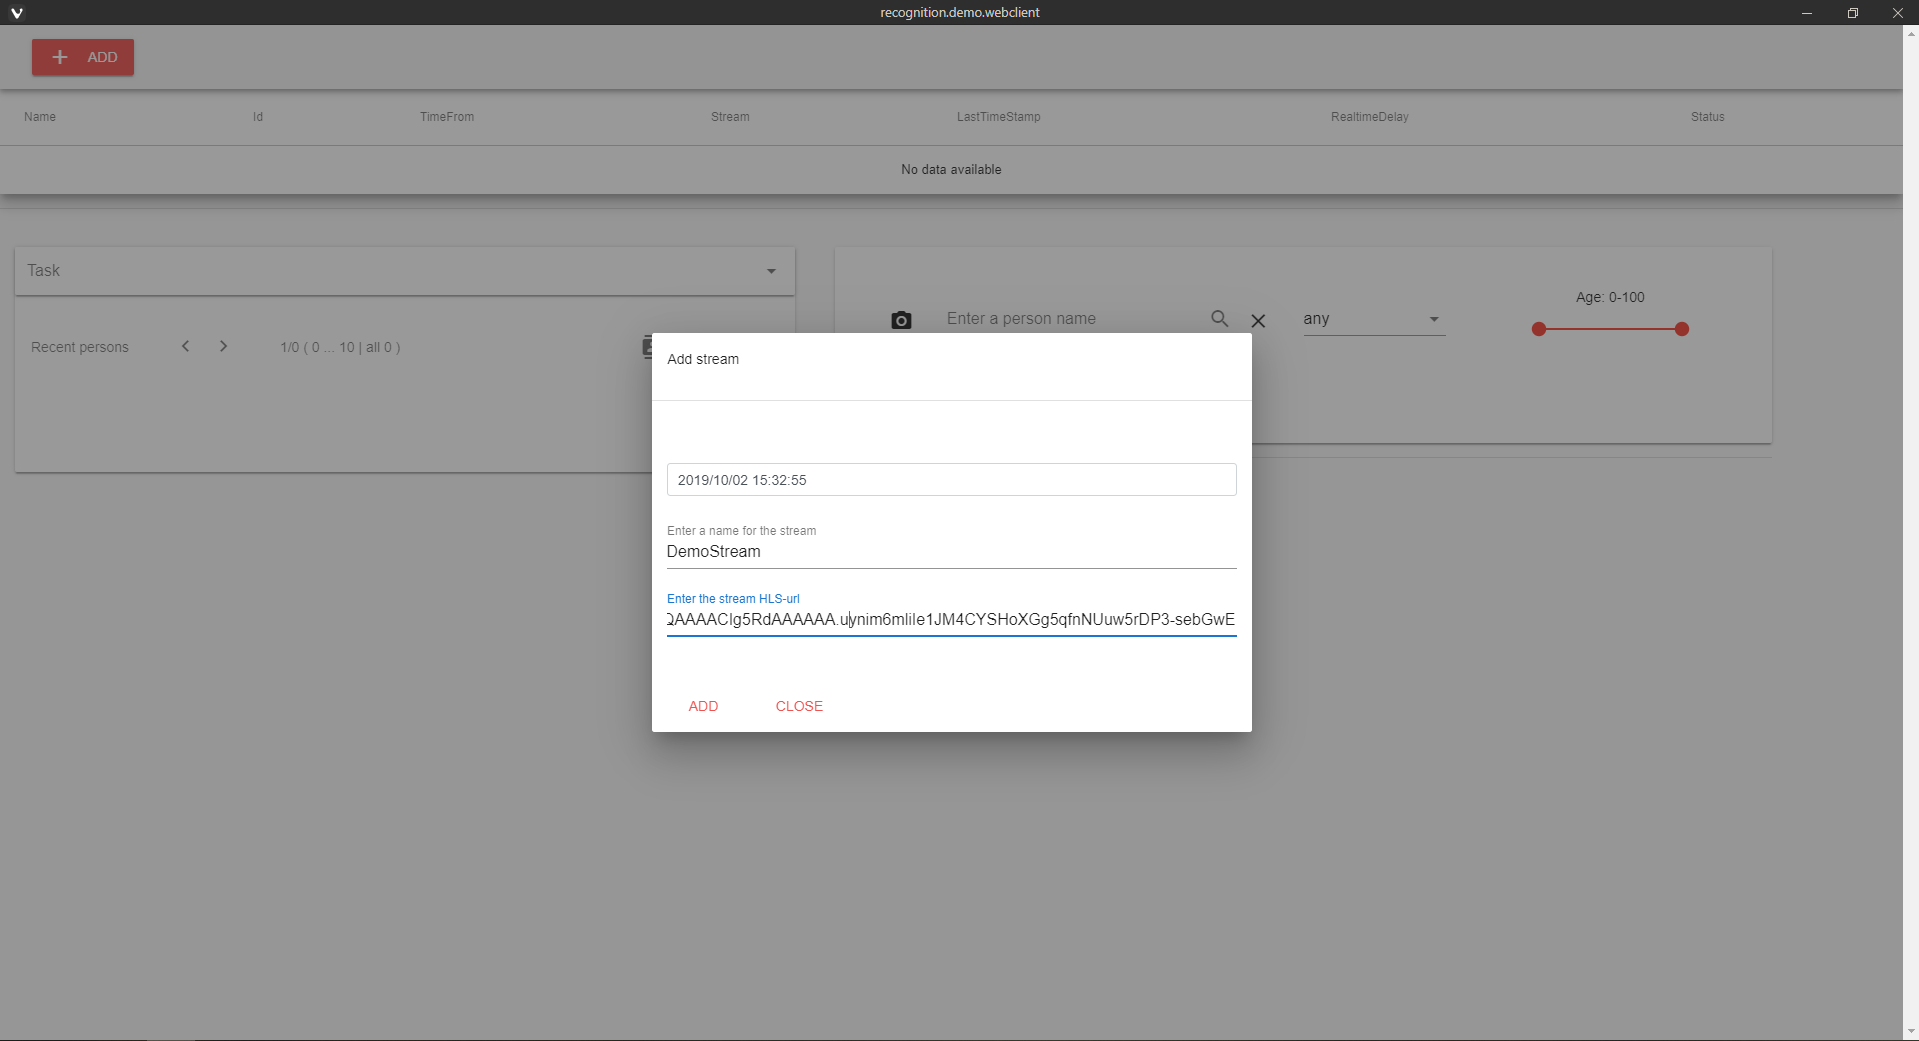 recognition.demo.webclient
ADD
Name Id TimeFrom Stream LastTimeStamp RealtimeDelay Status
No data available
Task
Recent persons 1/0 ( 0 ... 10 | all 0 )
Enter a person name
any
Age: 0-100
Add stream
2019/10/02 15:32:55
Enter a name for the stream
DemoStream
Enter the stream HLS-url
QAAAACIg5RdAAAAAA.uynim6mlile1JM4CYSHoXGg5qfnNUuw5rDP3-sebGwE
ADD CLOSE